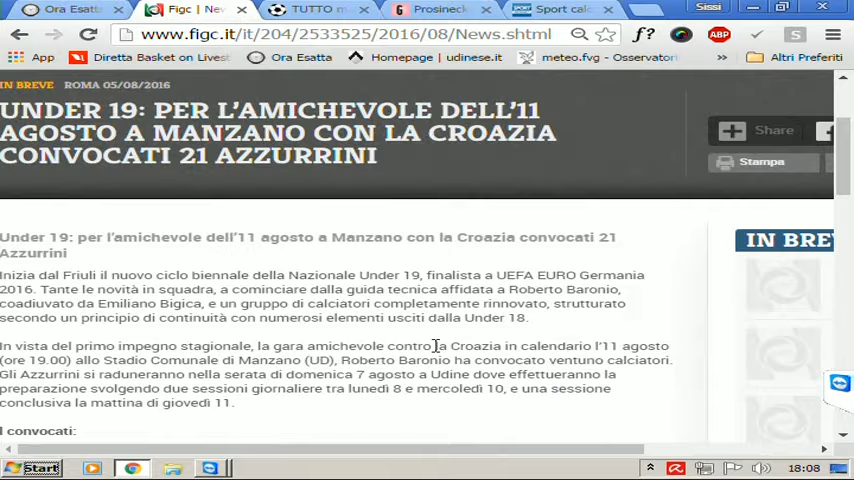 Sissi
Ora Esatta
Figc | Nev
TUTTO m
Prosineck
Sport calc
www.figc.it/it/204/2533525/2016/08/News.shtml
f?
ABP
S
App
Diretta Basket on Livest
Ora Esatta
Homepage | udinese.it
meteo.fvg - Osservator
»
Altri Preferiti
IN BREVE ROMA 05/08/2016
UNDER 19: PER L'AMICHEVOLE DELL'11
AGOSTO A MANZANO CON LA CROAZIA
CONVOCATI 21 AZZURRINI
Share
Stampa
Under 19: per l'amichevole dell'11 agosto a Manzano con la Croazia convocati 21
Azzurrini
IN BREV
Inizia dal Friuli il nuovo ciclo biennale della Nazionale Under 19, finalista a UEFA EURO Germania
2016. Tante le novità in squadra, a cominciare dalla guida tecnica affidata a Roberto Baronio,
coadiuvato da Emiliano Bigica, e un gruppo di calciatori completamente rinnovato, strutturato
secondo un principio di continuità con numerosi elementi usciti dalla Under 18.
In vista del primo impegno stagionale, la gara amichevole contro la Croazia in calendario l'11 agosto
(ore 19.00) allo Stadio Comunale di Manzano (UD), Roberto Baronio ha convocato ventuno calciatori.
Gli Azzurrini si raduneranno nella serata di domenica 7 agosto a Udine dove effettueranno la
preparazione svolgendo due sessioni giornaliere tra lunedì 8 e mercoledì 10, e una sessione
conclusiva la mattina di giovedì 11.
I convocati:
Start
18:08